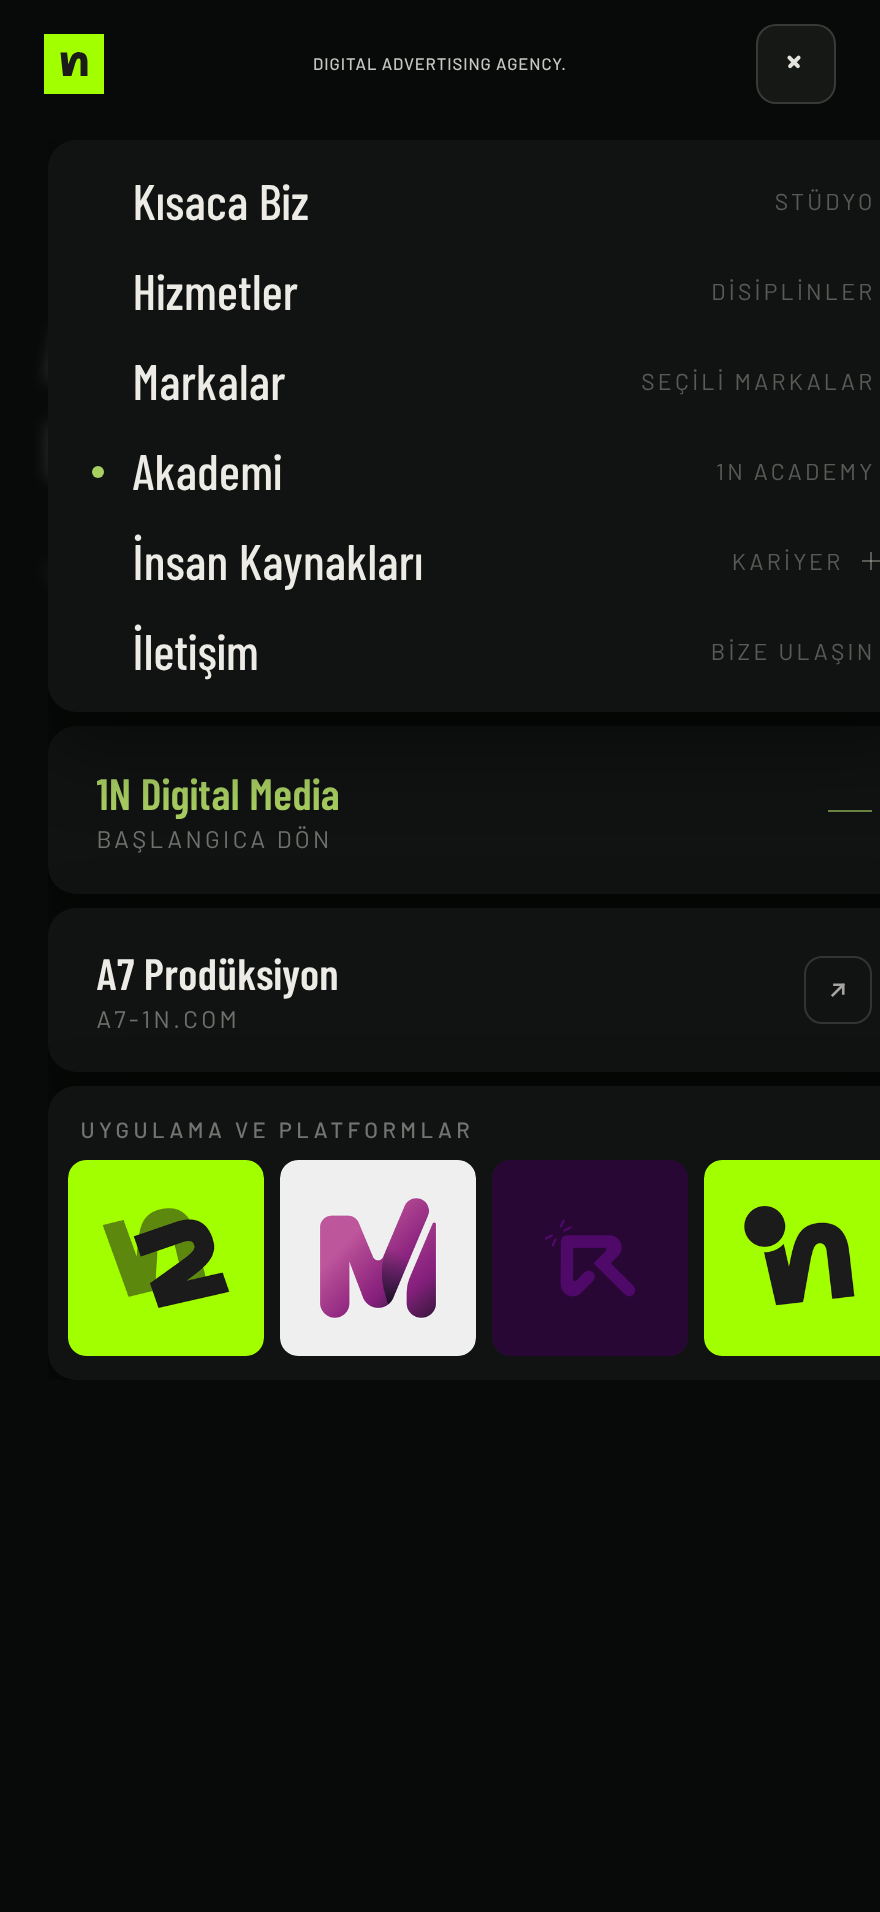 n
DIGITAL ADVERTISING AGENCY.
Kısaca Biz STÜDYO
Hizmetler DİSİPLİNLER
Markalar SEÇİLİ MARKALAR
Akademi 1N ACADEMY
İnsan Kaynakları KARİYER
İletişim BİZE ULAŞIN
1N Digital Media
BAŞLANGICA DÖN
A7 Prodüksiyon
A7-1N.COM
UYGULAMA VE PLATFORMLAR